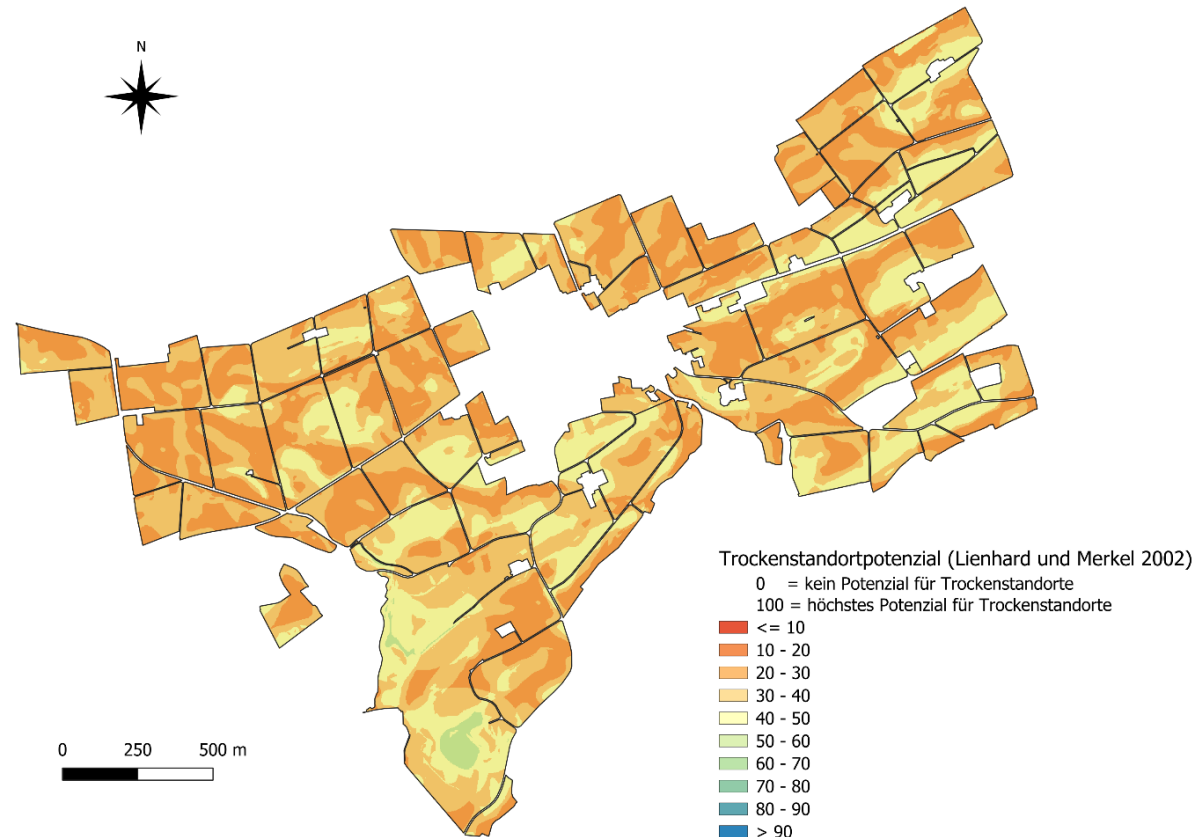 N
Trockenstandortpotenzial (Lienhard und Merkel 2002)
0 = kein Potenzial für Trockenstandorte
100 = höchstes Potenzial für Trockenstandorte
<= 10
10 - 20
20 - 30
30 - 40
40 - 50
50 - 60
60 - 70
70 - 80
80 - 90
> 90
0 250 500 m